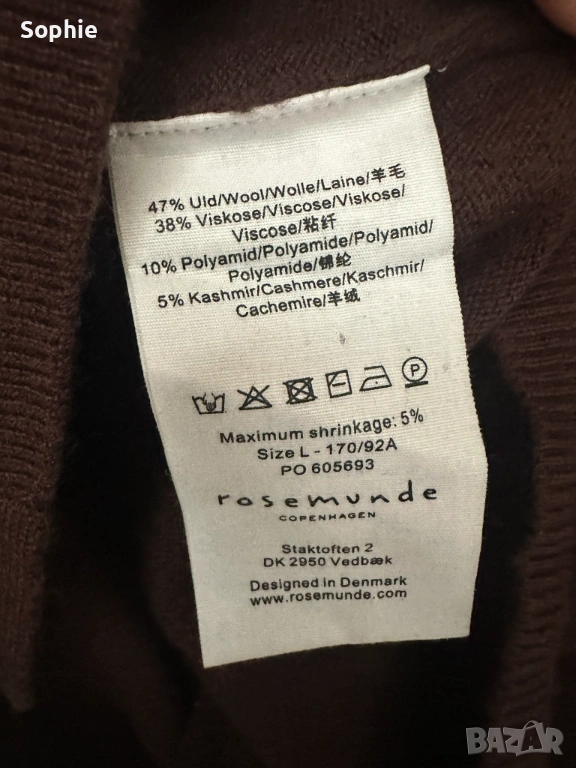 Sophie
47% Uld/Wool/Wolle/Laine/羊毛
38% Viskose/Viscose/Viskose/
Viscose/粘纤
10% Polyamid/Polyamide/Polyamid/
Polyamide/锦纶
5% Kashmir/Cashmere/Kaschmir/
Cachemire/羊绒
P
Maximum shrinkage: 5%
Size L - 170/92A
PO 605693
rosemunde
COPENHAGEN
Staktoften 2
DK 2950 Vedbæk
Designed in Denmark
www.rosemunde.com
BAZAR